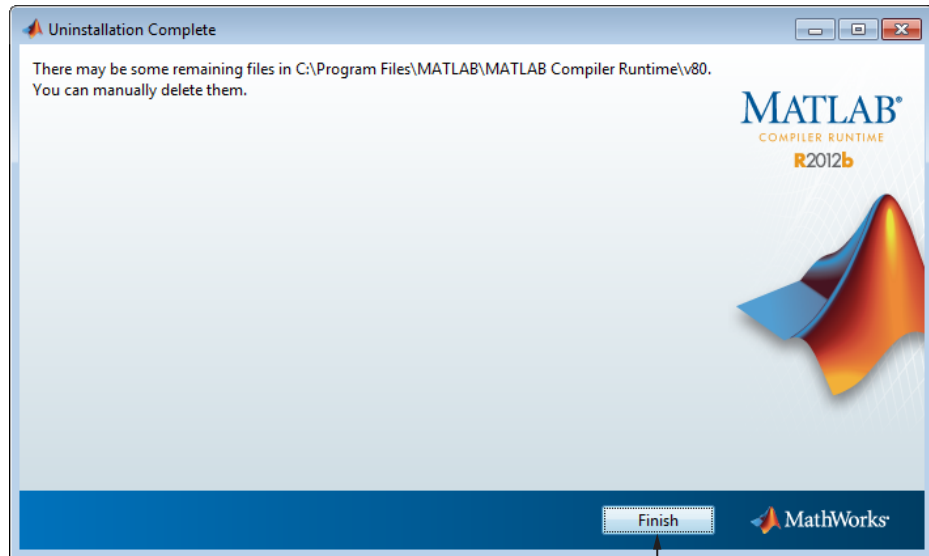 Uninstallation Complete
There may be some remaining files in C:\Program Files\MATLAB\MATLAB Compiler Runtime\v80.
You can manually delete them.
MATLAB®
COMPILER RUNTIME
R2012b
Finish
MathWorks®